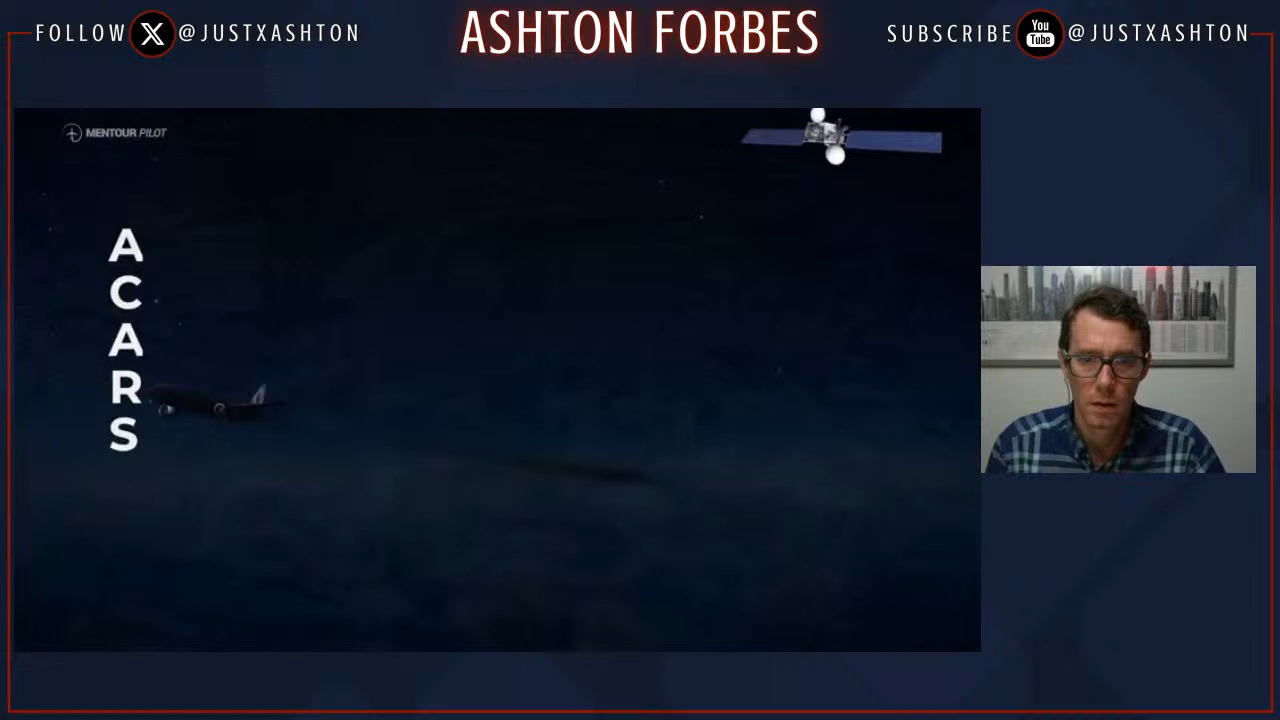 FOLLOW @JUSTXASHTON
ASHTON FORBES
SUBSCRIBE You Tube @JUSTXASHTON
MENTOUR PILOT
A
C
A
R
S